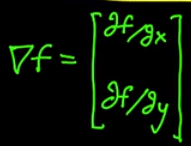 ∇f = [∂f/∂x
∂f/∂y]